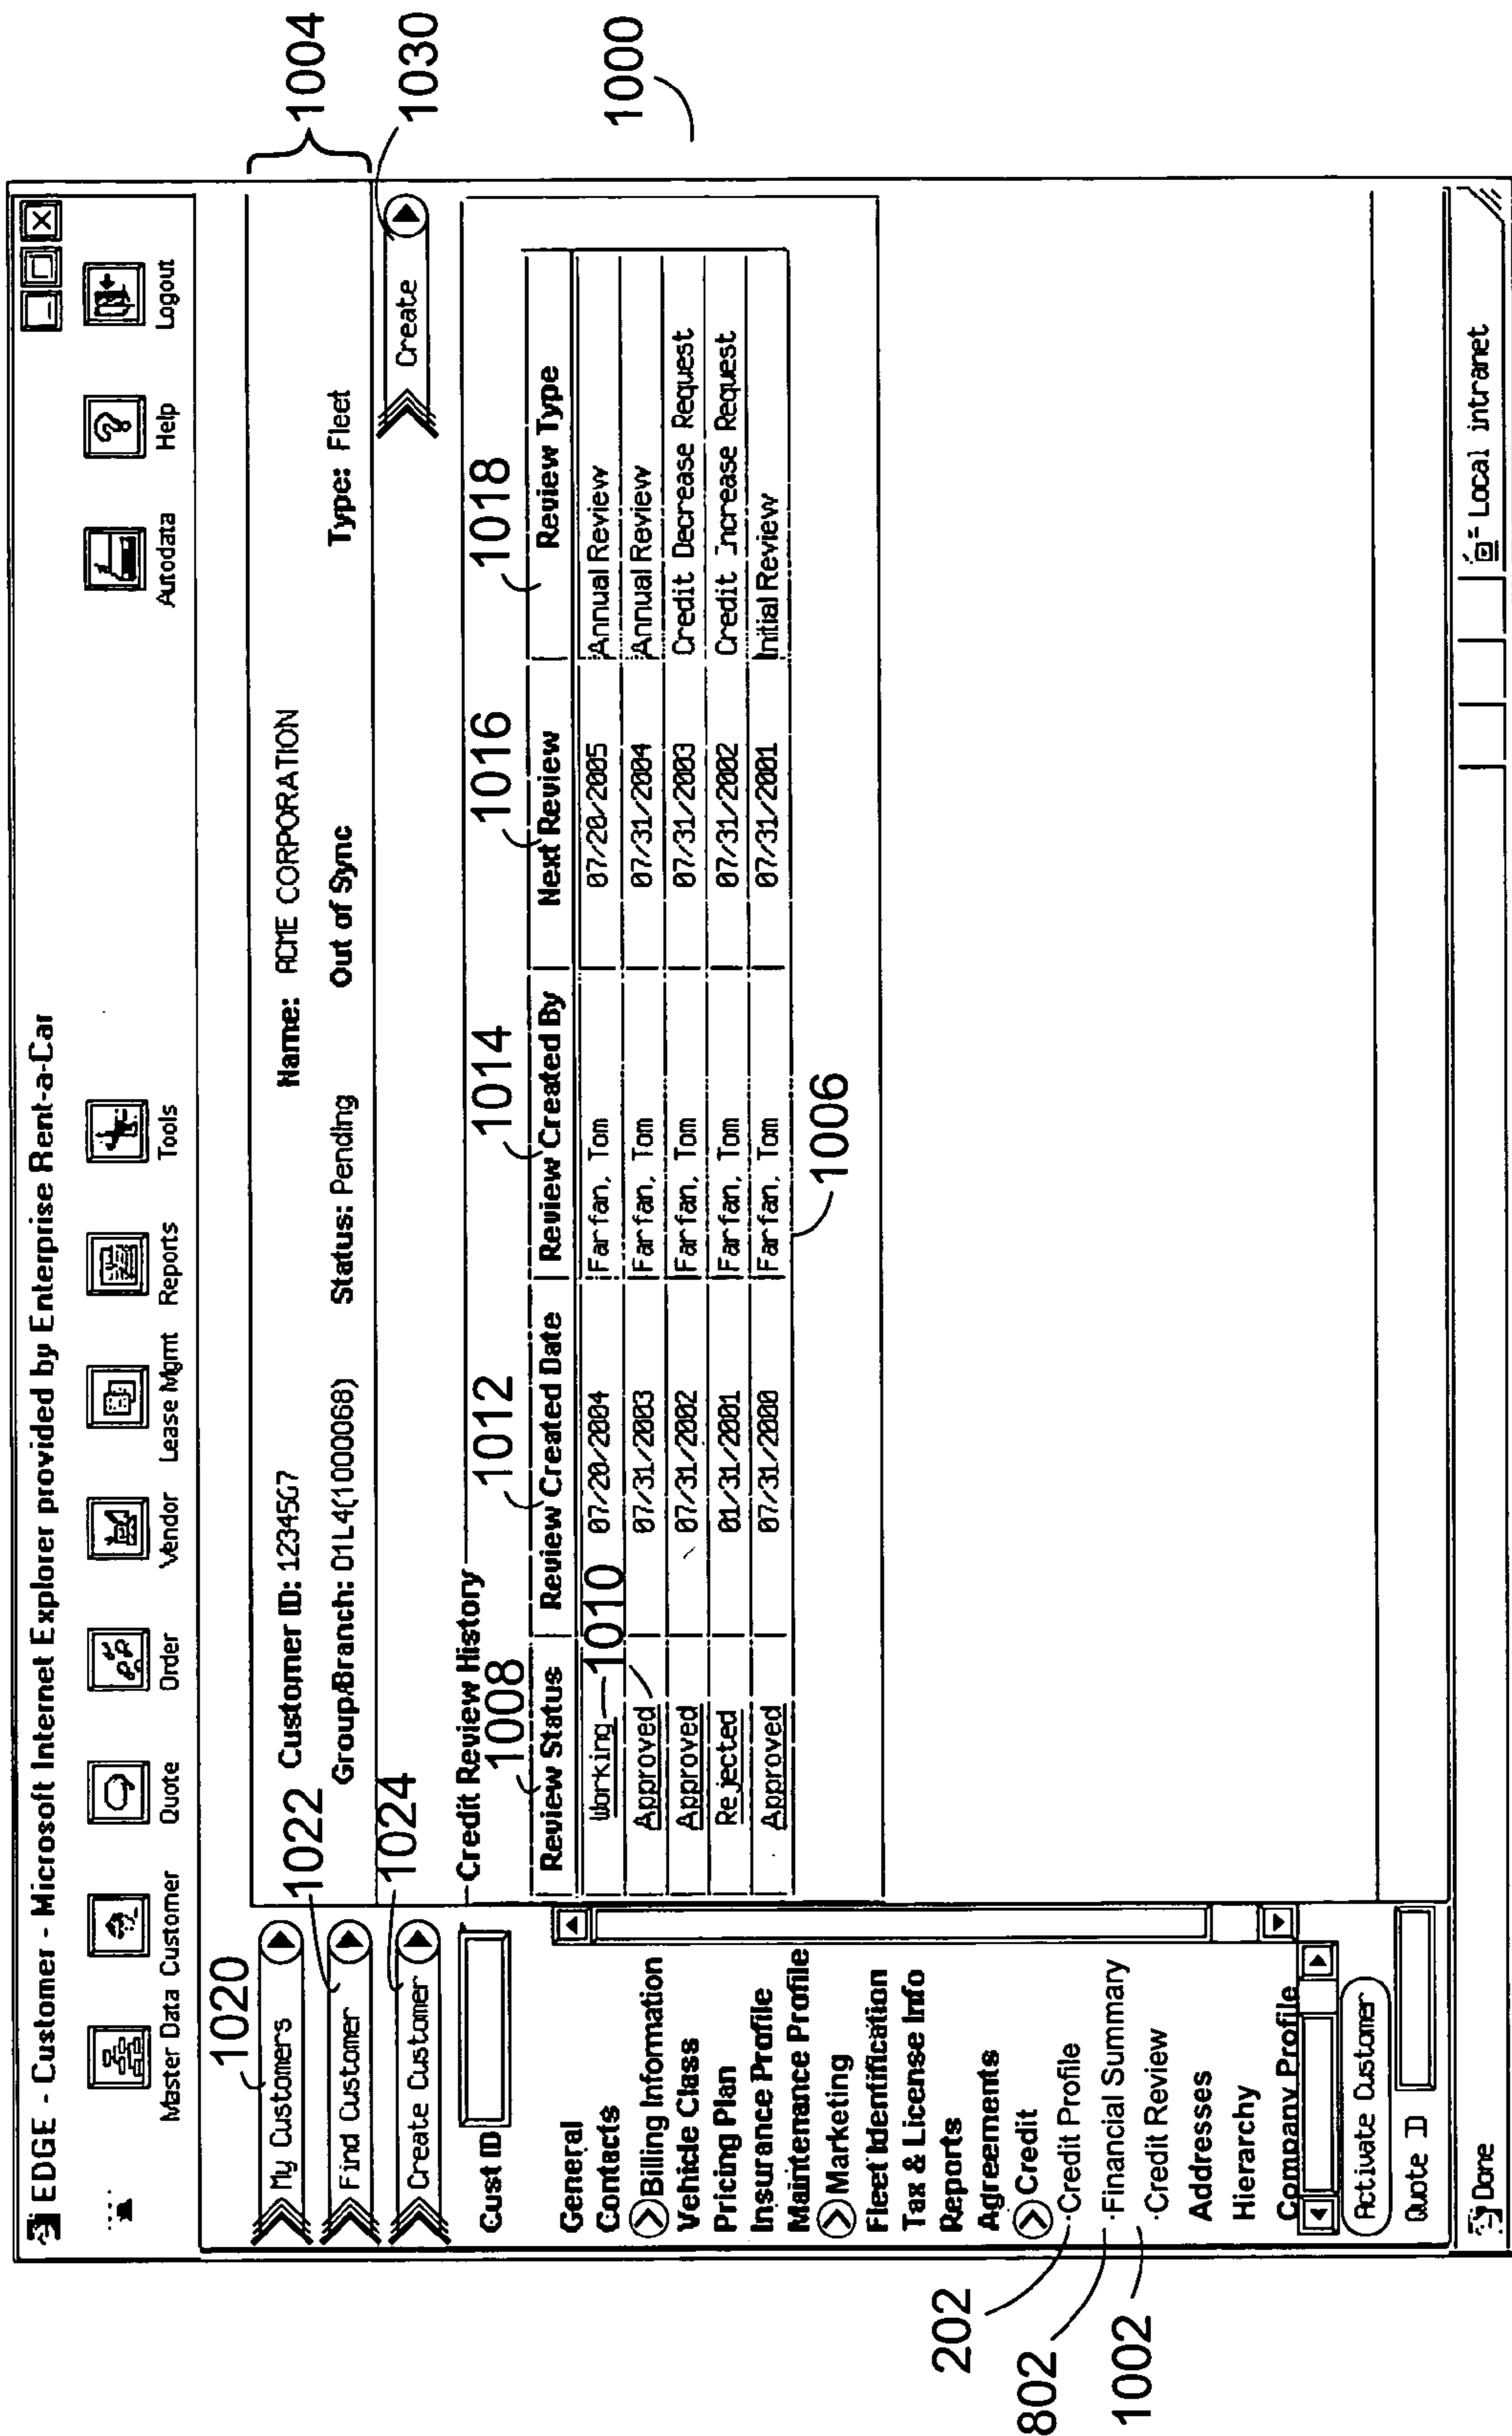 EDGE - Customer - Microsoft Internet Explorer provided by Enterprise Rent-a-Car
Master Data Customer Quote Order Vendor Lease Mgmt Reports Tools Autodata Help Logout
1020
My Customers
1022
Find Customer
1024
Create Customer
Cust ID
General
Contacts
Billing Information
Vehicle Class
Pricing Plan
Insurance Profile
Maintenance Profile
Marketing
Fleet Identification
Tax & License Info
Reports
Agreements
Credit
202
·Credit Profile
802
·Financial Summary
1002
·Credit Review
Addresses
Hierarchy
Company Profile
Activate Customer
Quote ID
Customer ID: 1234567 Name: ACME CORPORATION
Group/Branch: 01L4(1000068) Status: Pending Out of Sync Type: Fleet
1004
Create
1030
Credit Review History
1008 1012 1014 1016 1018
Review Status Review Created Date Review Created By Next Review Review Type
Working 1010 07/20/2004 Farfan, Tom 07/20/2005 Annual Review
Approved 07/31/2003 Farfan, Tom 07/31/2004 Annual Review
Approved 07/31/2002 Farfan, Tom 07/31/2003 Credit Decrease Request
Rejected 01/31/2001 Farfan, Tom 07/31/2002 Credit Increase Request
Approved 07/31/2000 Farfan, Tom 07/31/2001 Initial Review
1006
1000
Done Local intranet